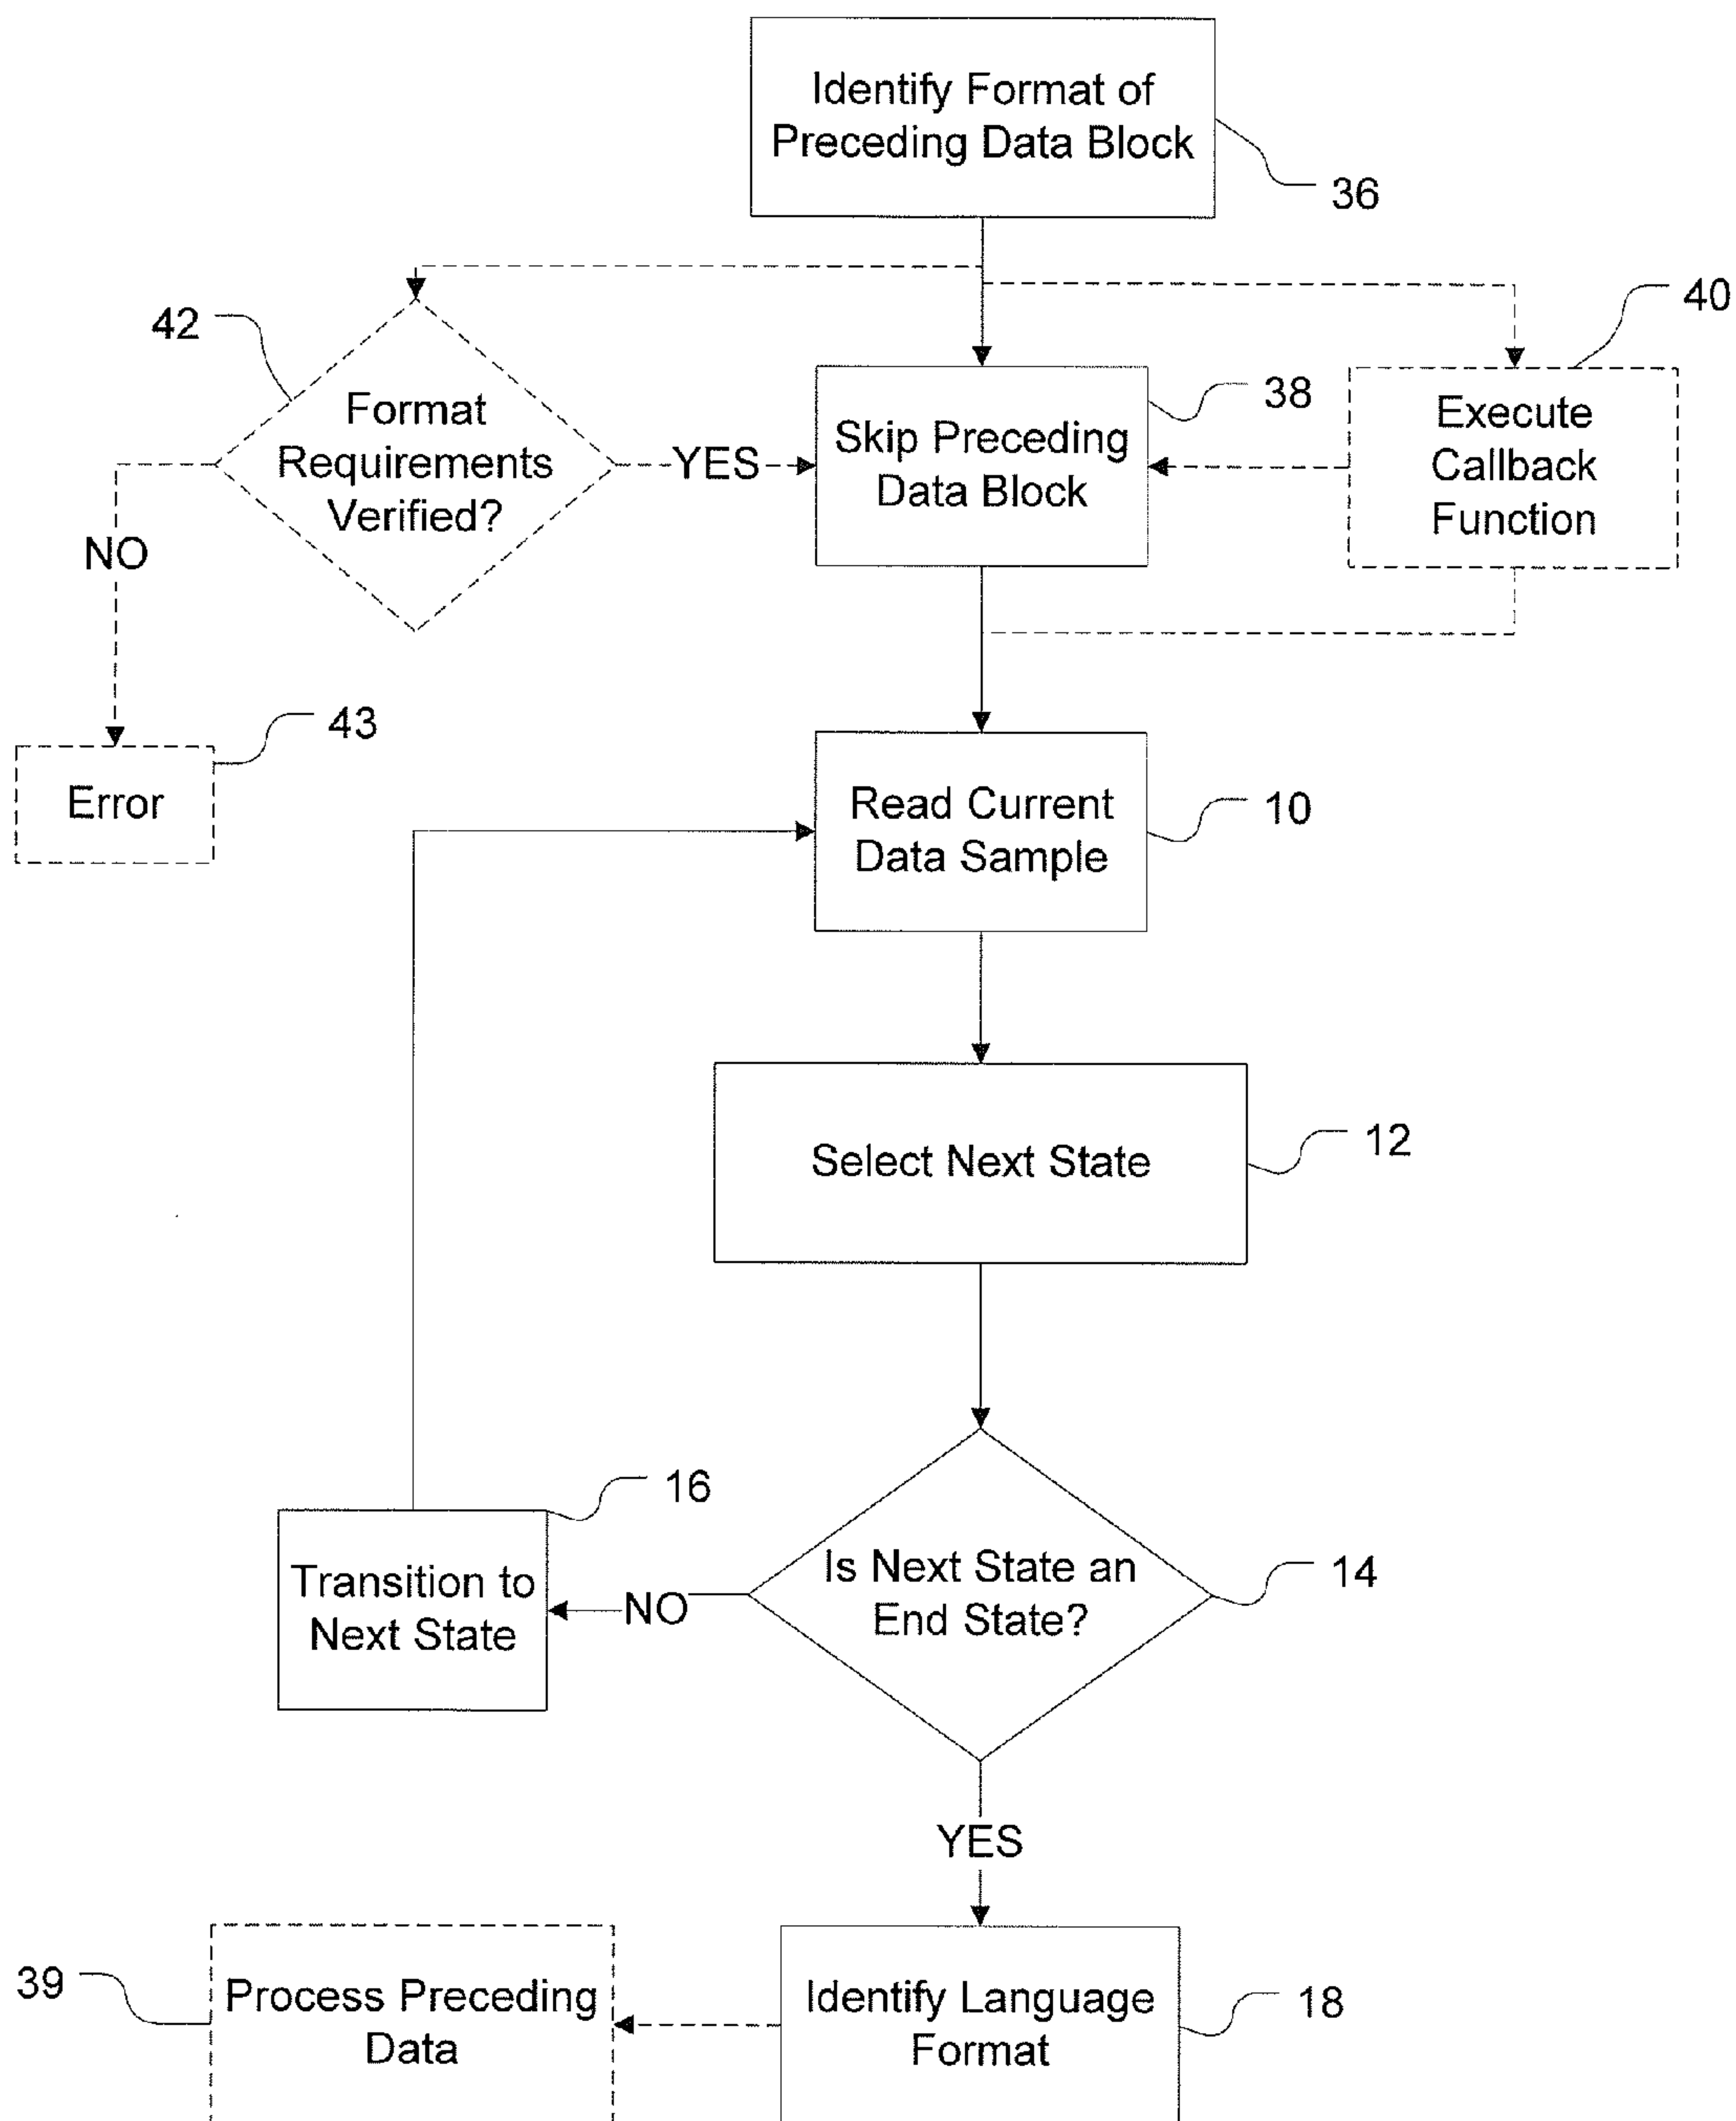 Identify Format of
Preceding Data Block
36
42
40
Format
Requirements
Verified?
YES
Skip Preceding
Data Block
38
Execute
Callback
Function
NO
43
Error
Read Current
Data Sample
10
Select Next State
12
16
Transition to
Next State
NO
Is Next State an
End State?
14
YES
39
Process Preceding
Data
Identify Language
Format
18